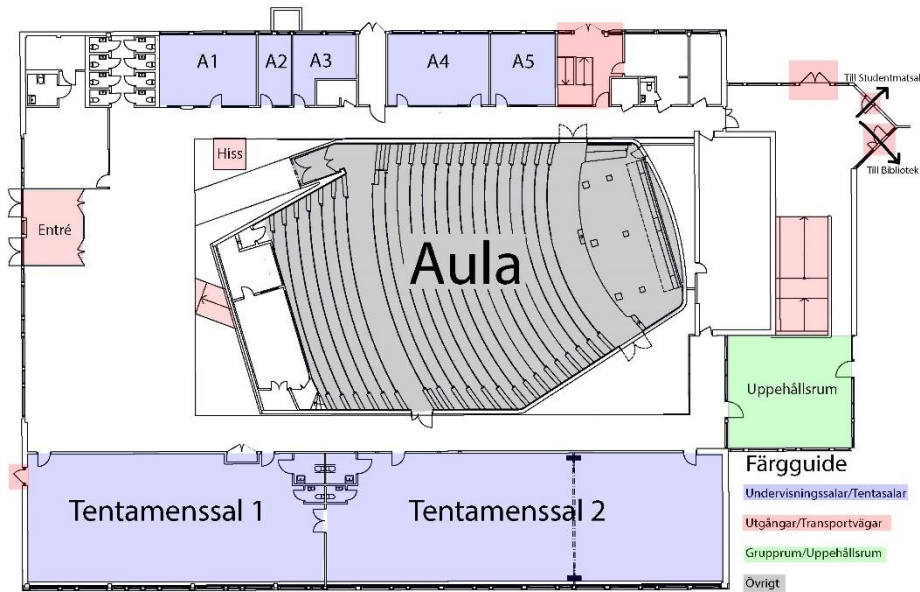 A1
A2
A3
A4
A5
Till Studentmatsal
Till Bibliotek
Hiss
Entré
Aula
Uppehållsrum
Tentamenssal 1
Tentamenssal 2
Färgguide
Undervisningssalar/Tentasalar
Utgångar/Transportvägar
Grupprum/Uppehållsrum
Övrigt